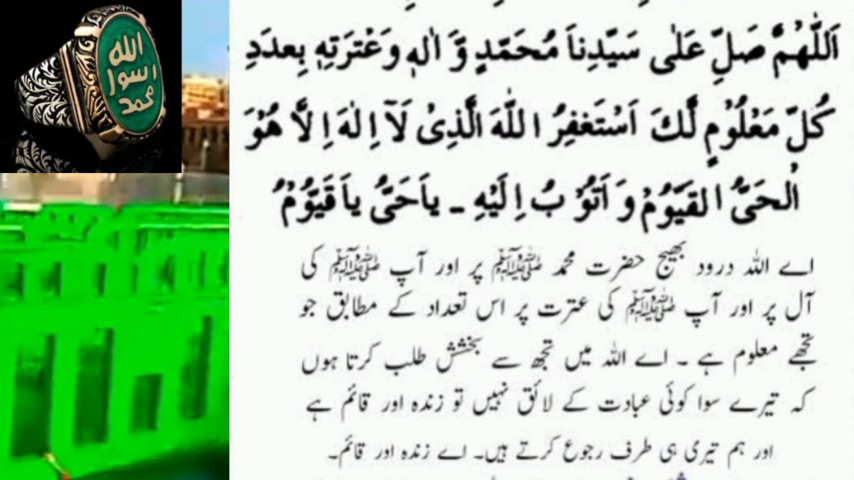 الله
رسور
محمد
اَللّٰهُمَّ صَلِّ عَلٰی سَیِّدِنَا مُحَمَّدٍ وَّ اٰلِهٖ وَعِتْرَتِهٖ بِعَدَدِ
كُلِّ مَعْلُوْمٍ لَّكَ اَسْتَغْفِرُ اللّٰهَ الَّذِیْ لَآ اِلٰهَ اِلَّا هُوَ
الْحَیُّ الْقَیُّوْمُ وَ اَتُوْبُ اِلَیْهِ ۔ یاَحَیُّ یاَ قَیُّوْمُ
اے اللہ درود بھیج حضرت محمد ﷺ پر اور آپ ﷺ کی
آل پر اور آپ ﷺ کی عترت پر اس تعداد کے مطابق جو
تجھے معلوم ہے ۔ اے اللہ میں تجھ سے بخشش طلب کرتا ہوں
کہ تیرے سوا کوئی عبادت کے لائق نہیں تو زندہ اور قائم ہے
اور ہم تیری ہی طرف رجوع کرتے ہیں۔ اے زندہ اور قائم۔